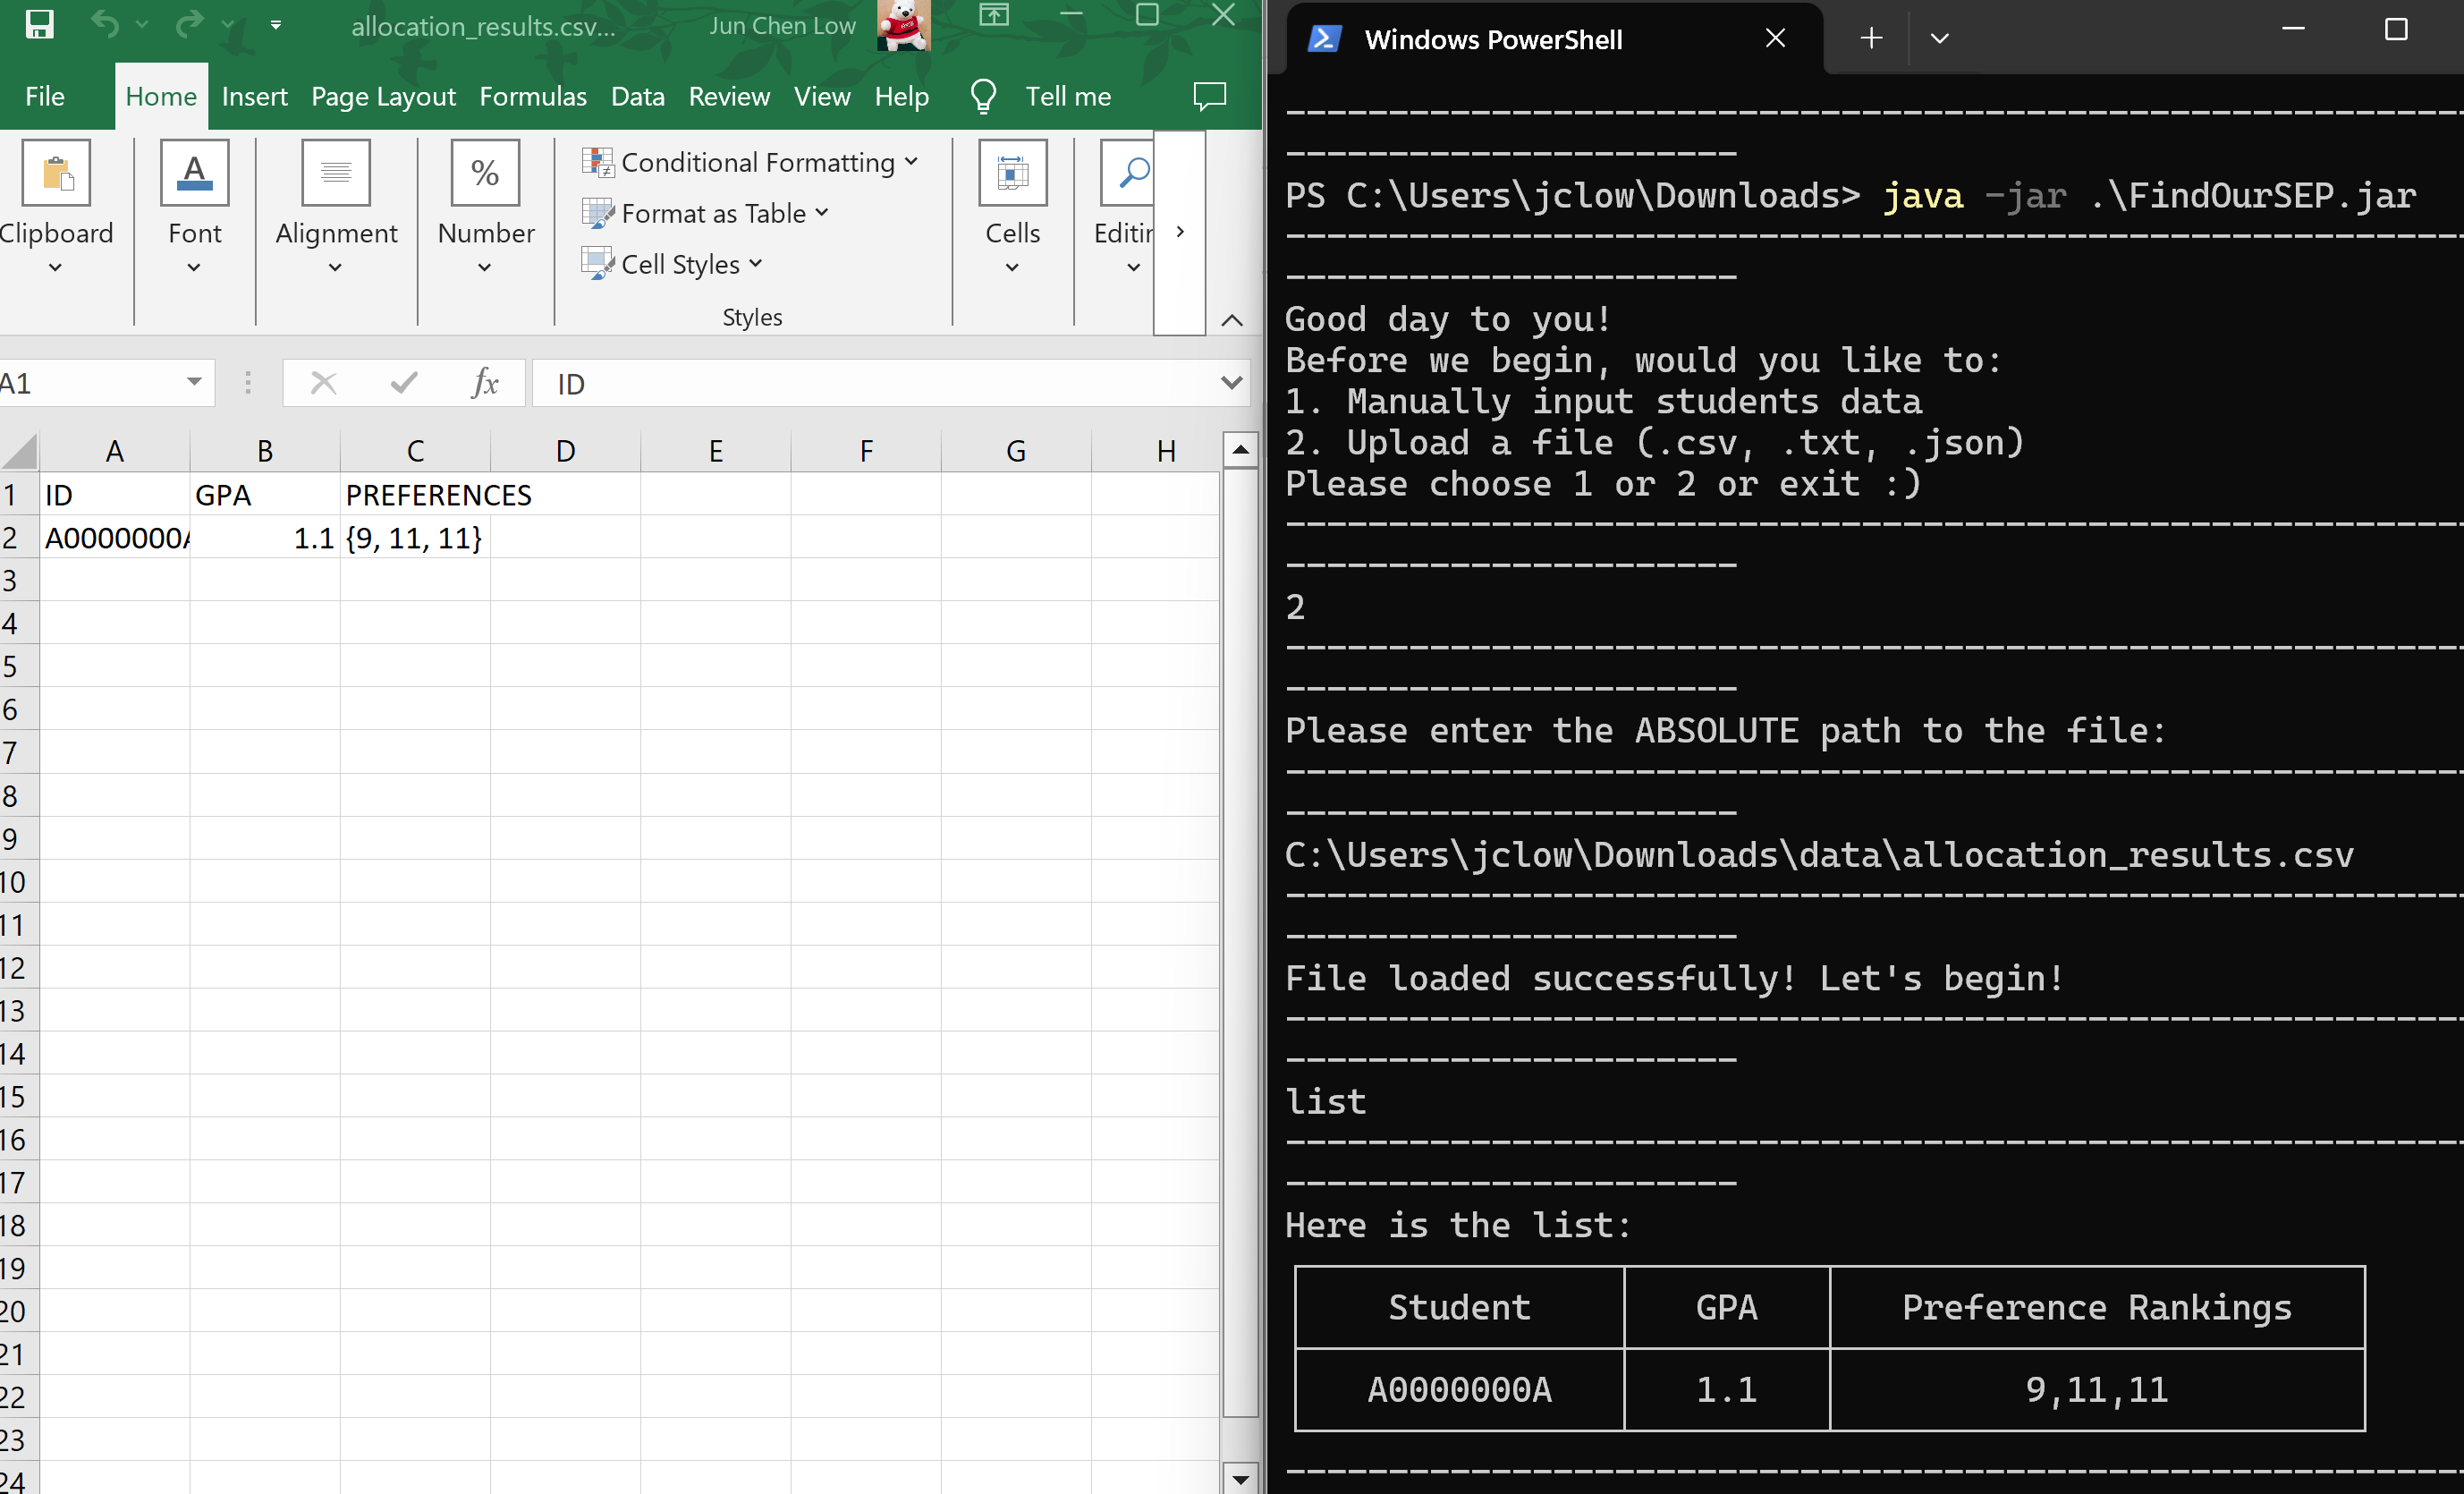 allocation_results.csv...
Jun Chen Low
File Home Insert Page Layout Formulas Data Review View Help Tell me
Clipboard
Font
Alignment
Number
Conditional Formatting
Format as Table
Cell Styles
Styles
Cells
Editin
A1
fx
ID
A B C D E F G H
1 ID GPA PREFERENCES
2 A0000000A 1.1 {9, 11, 11}
3
4
5
6
7
8
9
10
11
12
13
14
15
16
17
18
19
20
21
22
23
24
Windows PowerShell
PS C:\Users\jclow\Downloads> java -jar .\FindOurSEP.jar
Good day to you!
Before we begin, would you like to:
1. Manually input students data
2. Upload a file (.csv, .txt, .json)
Please choose 1 or 2 or exit :)
2
Please enter the ABSOLUTE path to the file:
C:\Users\jclow\Downloads\data\allocation_results.csv
File loaded successfully! Let's begin!
list
Here is the list:
Student GPA Preference Rankings
A0000000A 1.1 9,11,11